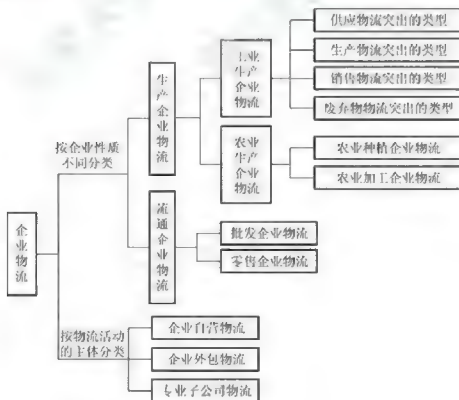 企业物流
按企业性质
不同分类
生产企业物流
工业生产企业物流
供应物流突出的类型
生产物流突出的类型
销售物流突出的类型
废弃物物流突出的类型
农业生产企业物流
农业种植企业物流
农业加工企业物流
流通企业物流
批发企业物流
零售企业物流
按物流活动
的主体分类
企业自营物流
企业外包物流
专业子公司物流